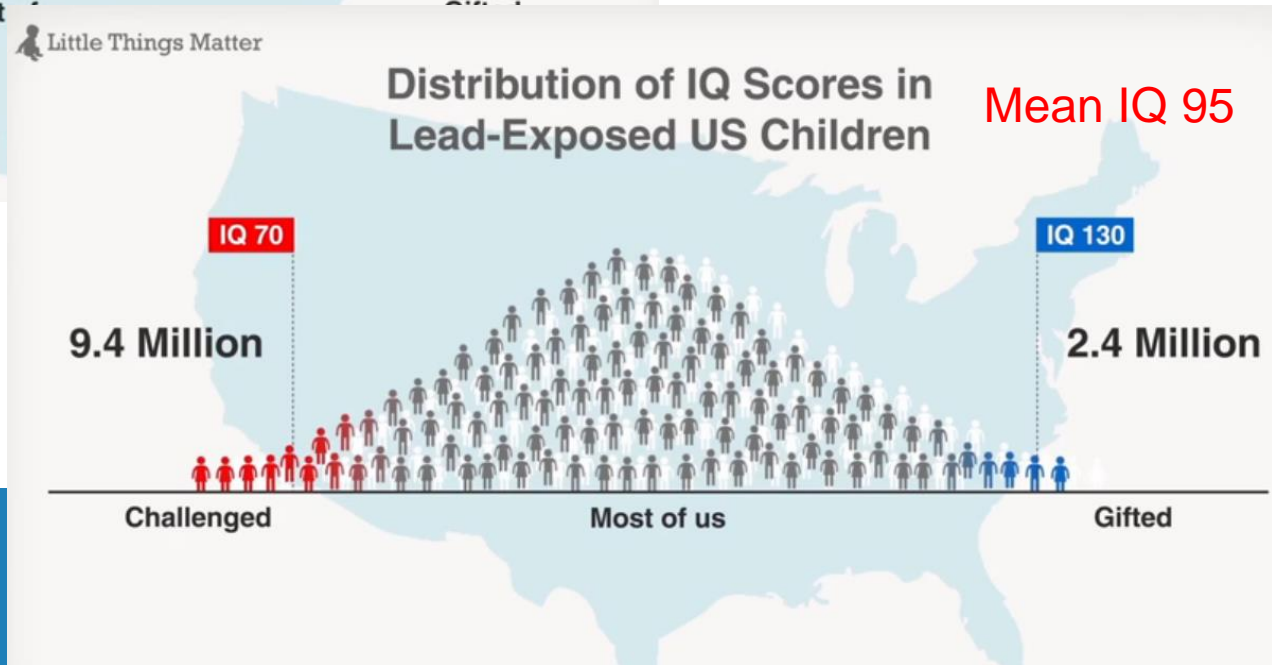 Little Things Matter
Distribution of IQ Scores in
Lead-Exposed US Children
Mean IQ 95
IQ 70
IQ 130
9.4 Million
2.4 Million
Challenged
Most of us
Gifted